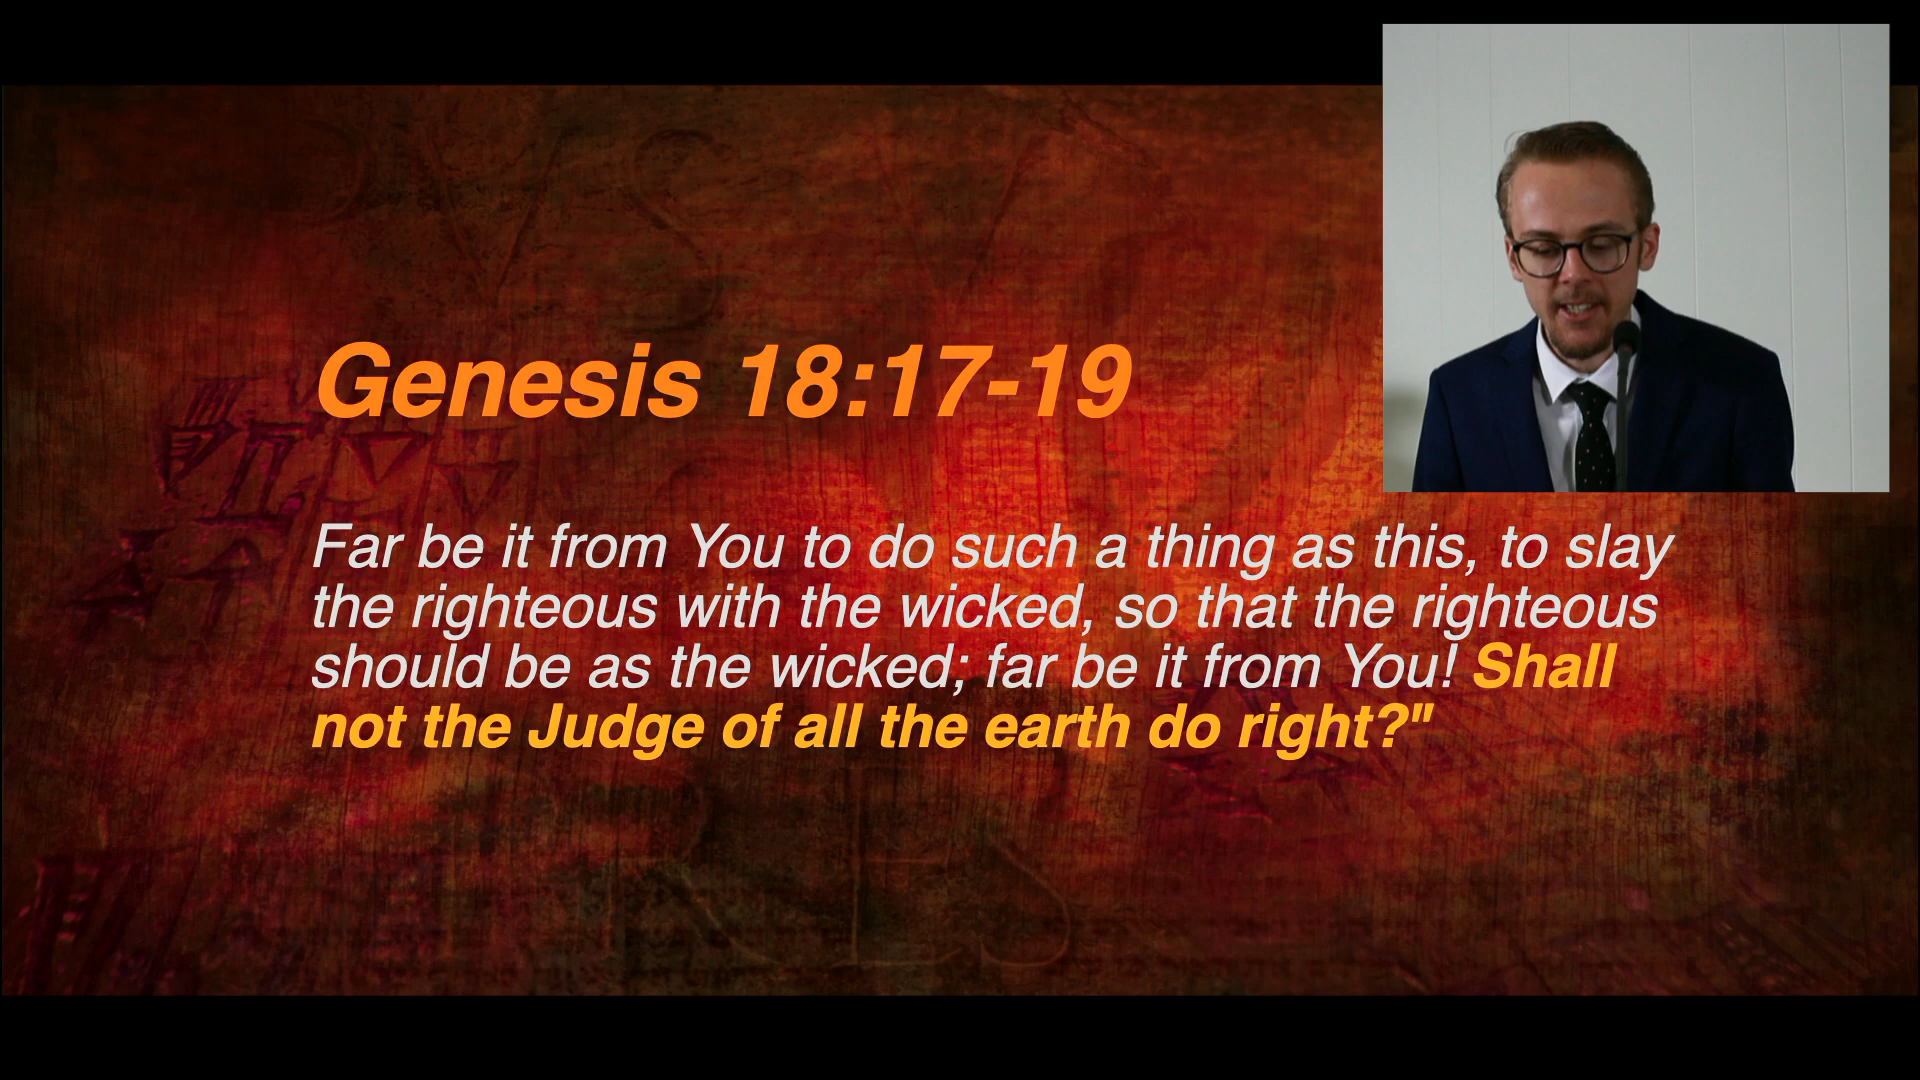 Genesis 18:17-19
Far be it from You to do such a thing as this, to slay
the righteous with the wicked, so that the righteous
should be as the wicked; far be it from You! Shall
not the Judge of all the earth do right?"